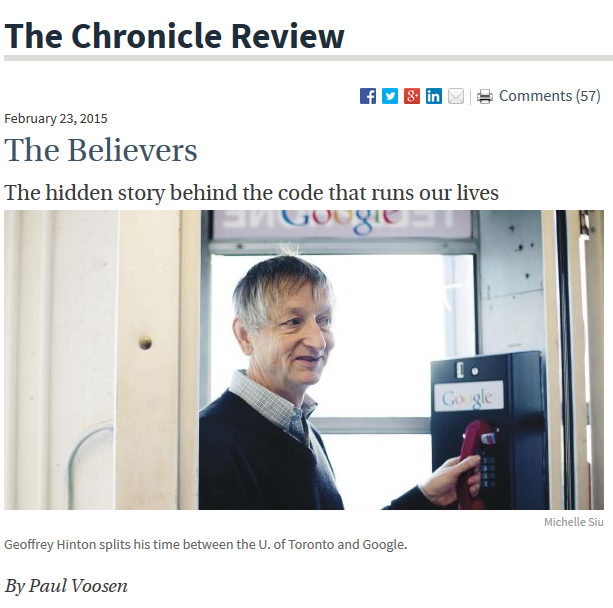 The Chronicle Review
Comments (57)
February 23, 2015
The Believers
The hidden story behind the code that runs our lives
Google
Google
Michelle Siu
Geoffrey Hinton splits his time between the U. of Toronto and Google.
By Paul Voosen